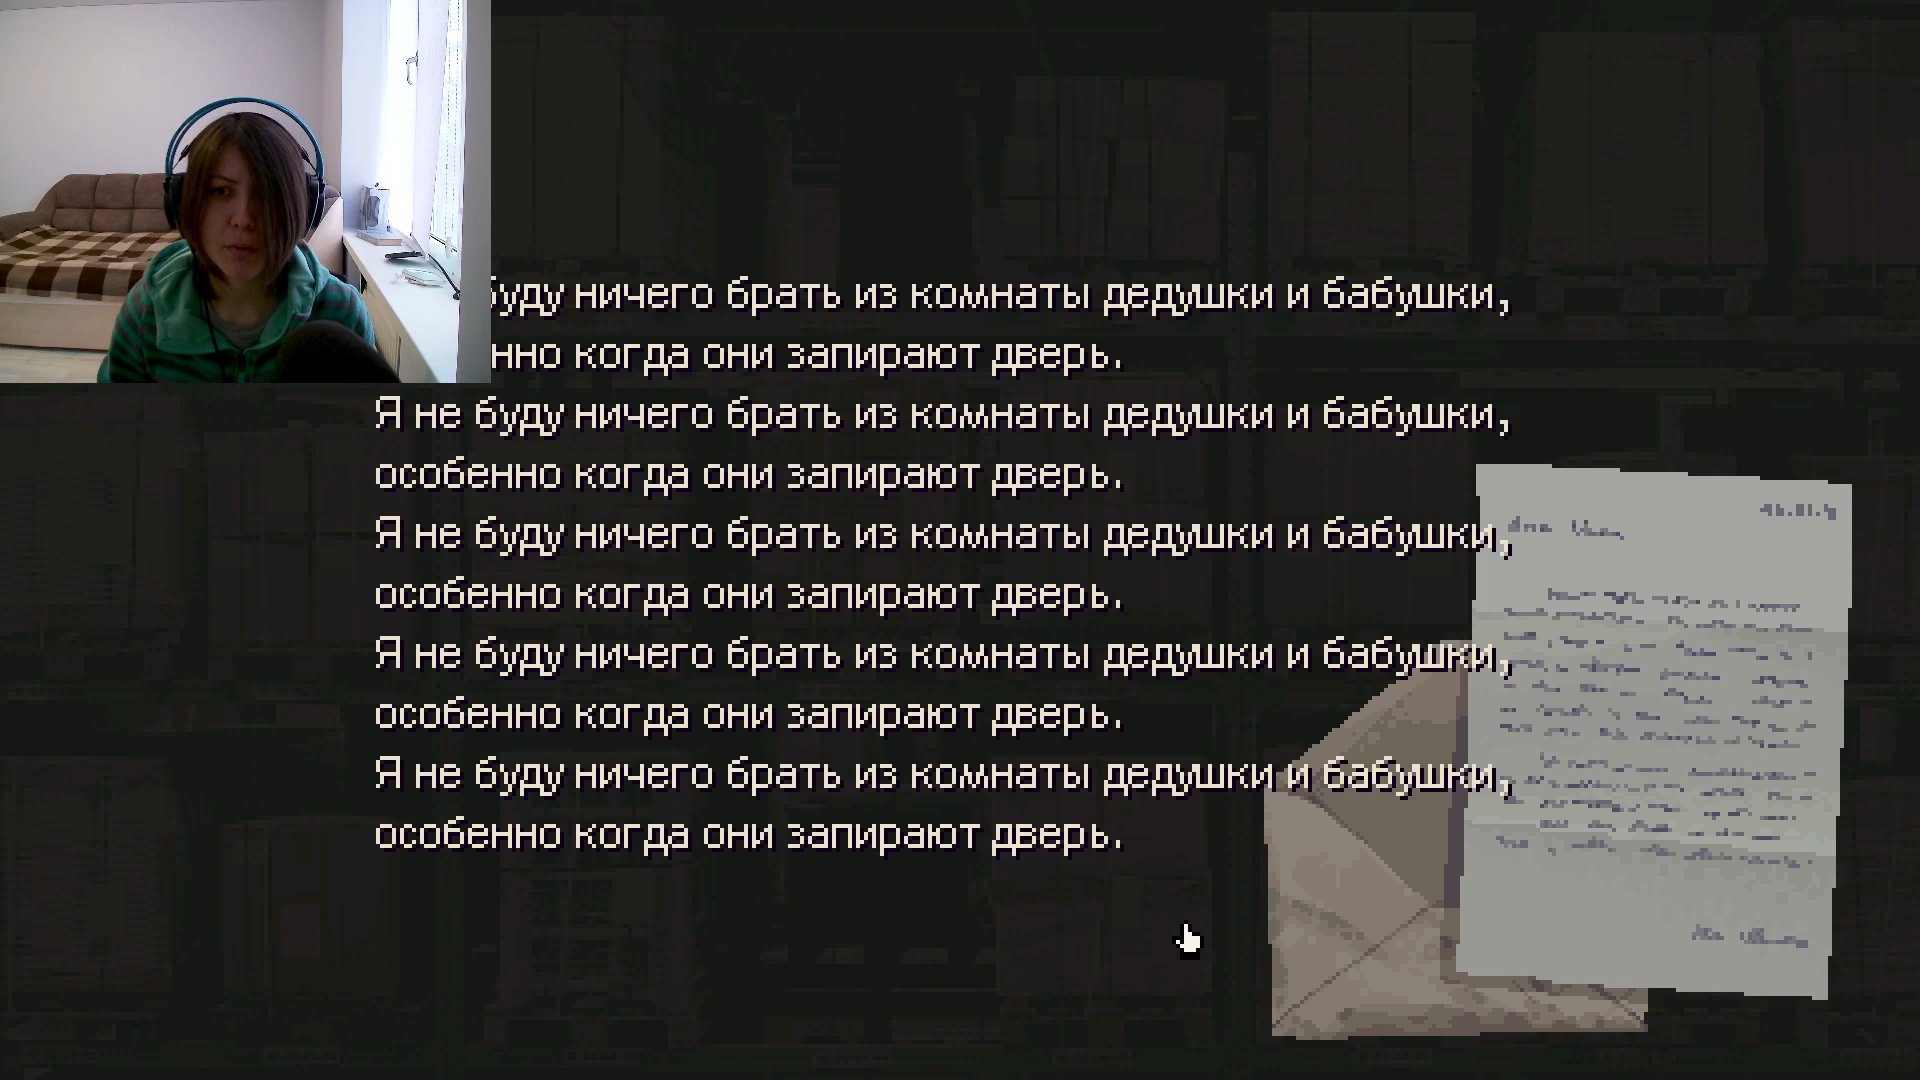 буду ничего брать из комнаты дедушки и бабушки,
нно когда они запирают дверь.
Я не буду ничего брать из комнаты дедушки и бабушки,
особенно когда они запирают дверь.
Я не буду ничего брать из комнаты дедушки и бабушки,
особенно когда они запирают дверь.
Я не буду ничего брать из комнаты дедушки и бабушки,
особенно когда они запирают дверь.
Я не буду ничего брать из комнаты дедушки и бабушки,
особенно когда они запирают дверь.